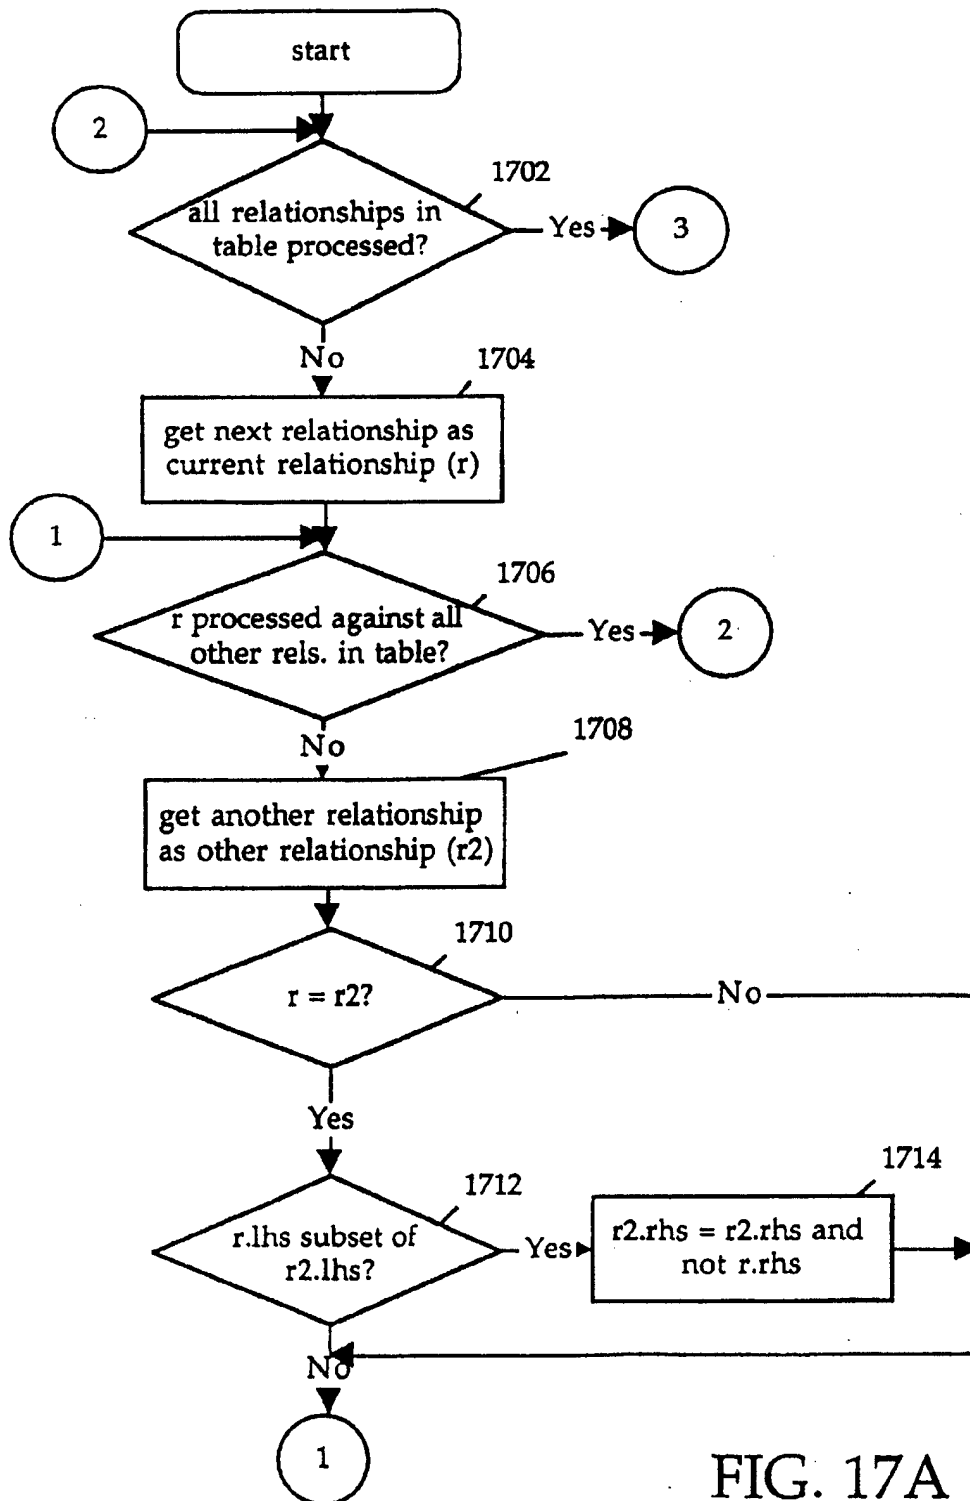 start
2
1702
all relationships in
table processed?
Yes
3
No
1704
get next relationship as
current relationship (r)
1
1706
r processed against all
other rels. in table?
Yes
2
No
1708
get another relationship
as other relationship (r2)
1710
r = r2?
No
Yes
1712
r.lhs subset of
r2.lhs?
Yes
1714
r2.rhs = r2.rhs and
not r.rhs
No
1
FIG. 17A